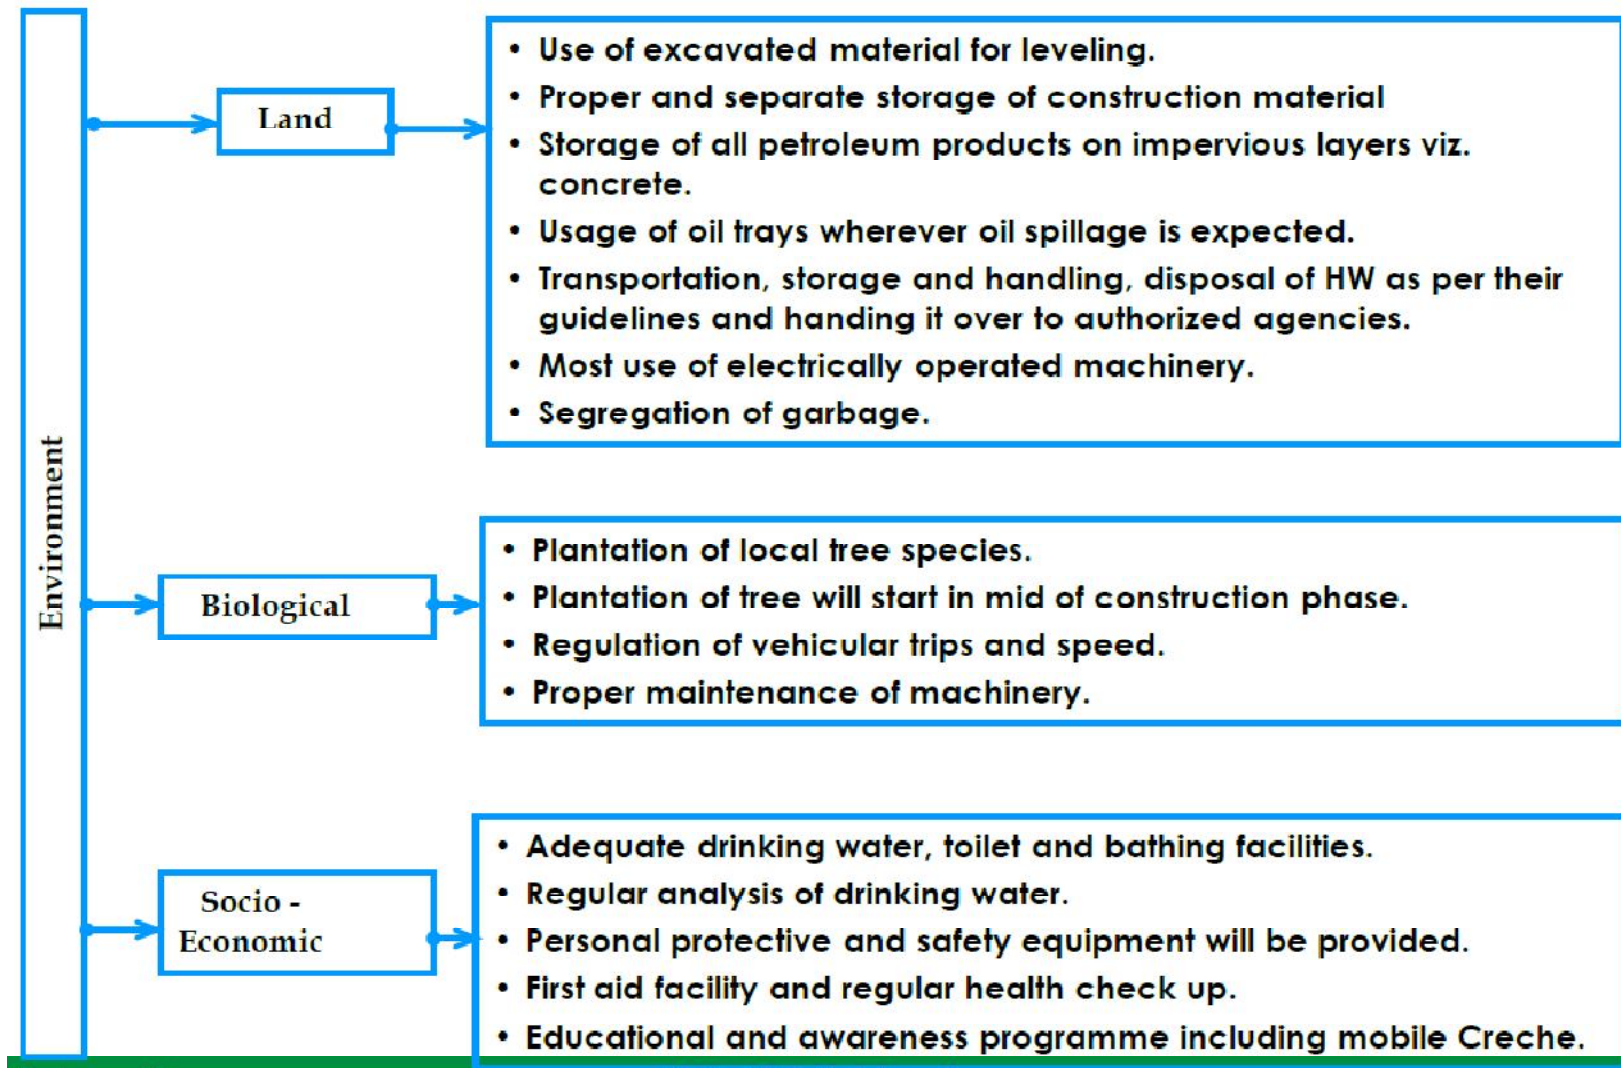 Environment
Land
• Use of excavated material for leveling.
• Proper and separate storage of construction material
• Storage of all petroleum products on impervious layers viz.
concrete.
• Usage of oil trays wherever oil spillage is expected.
• Transportation, storage and handling, disposal of HW as per their
guidelines and handing it over to authorized agencies.
• Most use of electrically operated machinery.
• Segregation of garbage.
Biological
• Plantation of local tree species.
• Plantation of tree will start in mid of construction phase.
• Regulation of vehicular trips and speed.
• Proper maintenance of machinery.
Socio -
Economic
• Adequate drinking water, toilet and bathing facilities.
• Regular analysis of drinking water.
• Personal protective and safety equipment will be provided.
• First aid facility and regular health check up.
• Educational and awareness programme including mobile Creche.